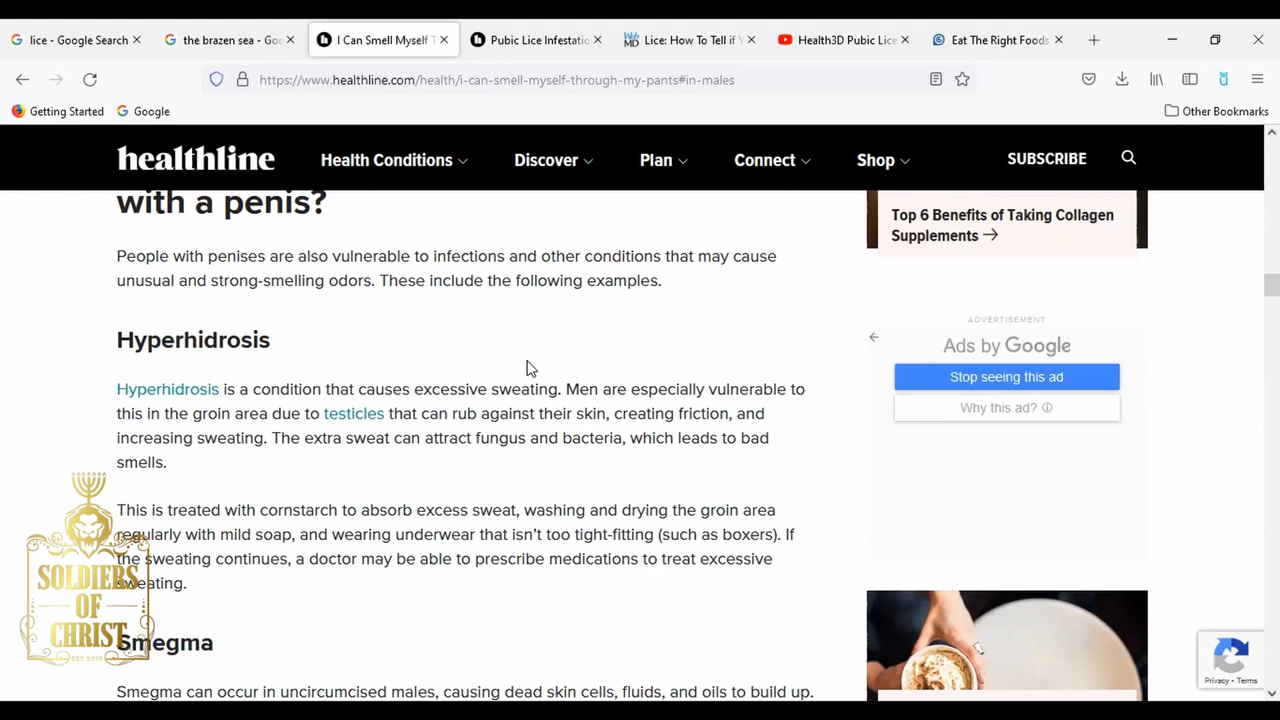 lice - Google Search
the brazen sea - Goo
I Can Smell Myself T
Pubic Lice Infestatio
WebMD
Lice: How To Tell if Y
Health3D Pubic Lice
Eat The Right Foods
https://www.healthline.com/health/i-can-smell-myself-through-my-pants#in-males
Getting Started
Google
Other Bookmarks
healthline
Health Conditions
Discover
Plan
Connect
Shop
SUBSCRIBE
with a penis?
People with penises are also vulnerable to infections and other conditions that may cause
unusual and strong-smelling odors. These include the following examples.
Hyperhidrosis
Hyperhidrosis is a condition that causes excessive sweating. Men are especially vulnerable to
this in the groin area due to testicles that can rub against their skin, creating friction, and
increasing sweating. The extra sweat can attract fungus and bacteria, which leads to bad
smells.
This is treated with cornstarch to absorb excess sweat, washing and drying the groin area
regularly with mild soap, and wearing underwear that isn't too tight-fitting (such as boxers). If
the sweating continues, a doctor may be able to prescribe medications to treat excessive
sweating.
Smegma
Smegma can occur in uncircumcised males, causing dead skin cells, fluids, and oils to build up.
Top 6 Benefits of Taking Collagen
Supplements →
ADVERTISEMENT
Ads by Google
Stop seeing this ad
Why this ad?
SOLDIERS
OF
CHRIST
Privacy - Terms